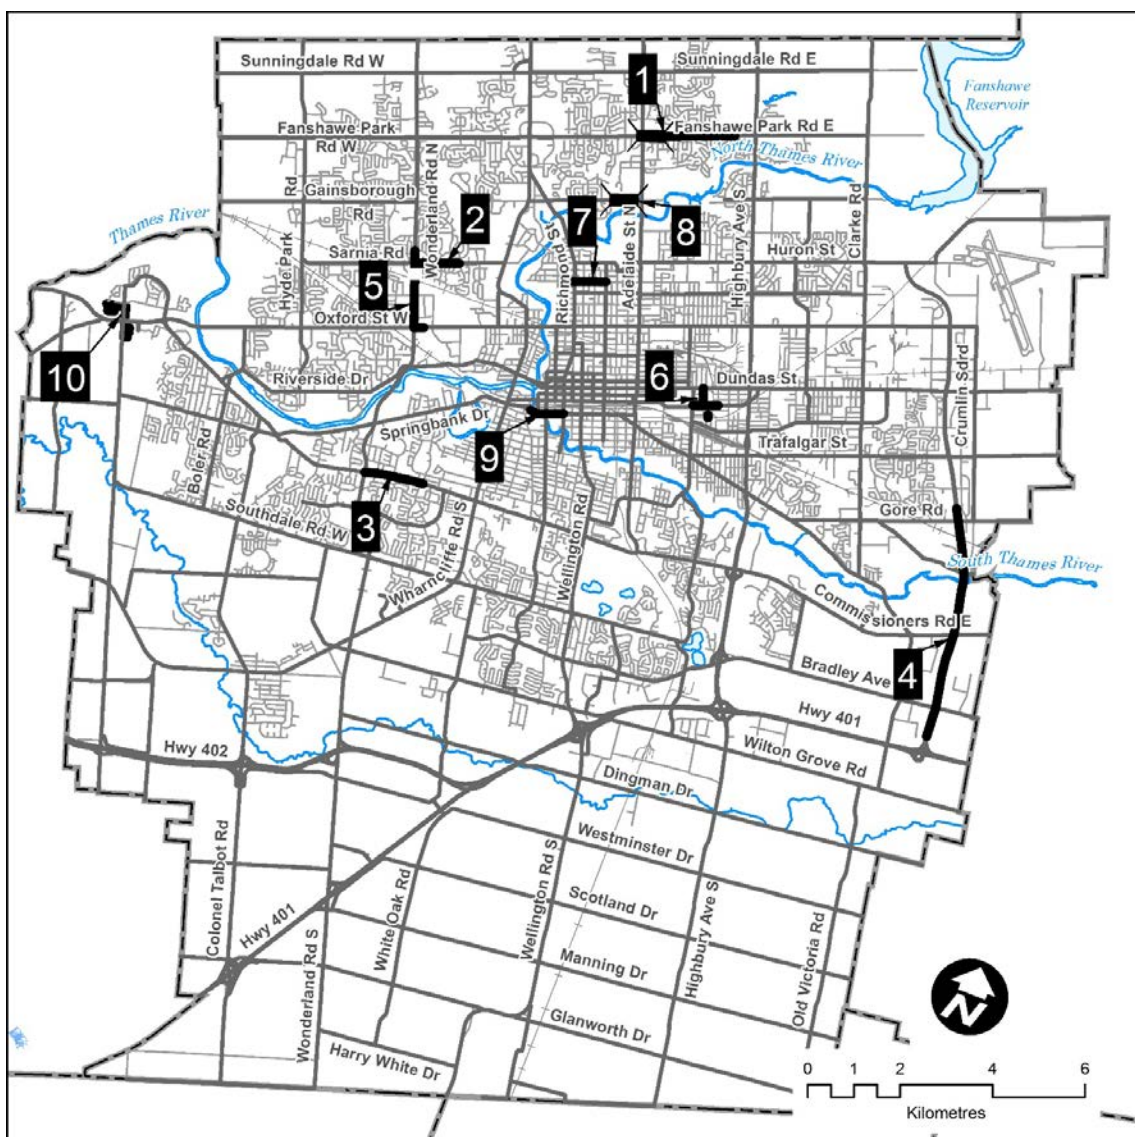 Sunningdale Rd W
Sunningdale Rd E
1
Fanshawe
Reservoir
Fanshawe Park
Rd W
Fanshawe Park Rd E
North Thames River
Wonderland Rd N
Gainsborough
Rd
Hyde Park
Rd
Thames River
2
7
8
Richmond St
Adelaide St N
Highbury Ave S
Clarke Rd
Huron St
Sarnia Rd
5
Oxford St W
10
Riverside Dr
6
Dundas St
Crumlin Sdrd
Springbank Dr
9
Trafalgar St
Boler Rd
3
Southdale Rd W
Wharncliffe Rd S
Wellington Rd
Gore Rd
South Thames River
Commissioners Rd E
4
Bradley Ave
Hwy 401
Hwy 402
Wilton Grove Rd
Dingman Dr
Westminster Dr
Colonel Talbot Rd
White Oak Rd
Wellington Rd S
Scotland Dr
Highbury Ave S
Old Victoria Rd
Hwy 401
Wonderland Rd S
Manning Dr
Glanworth Dr
Harry White Dr
N
0 1 2 4 6
Kilometres